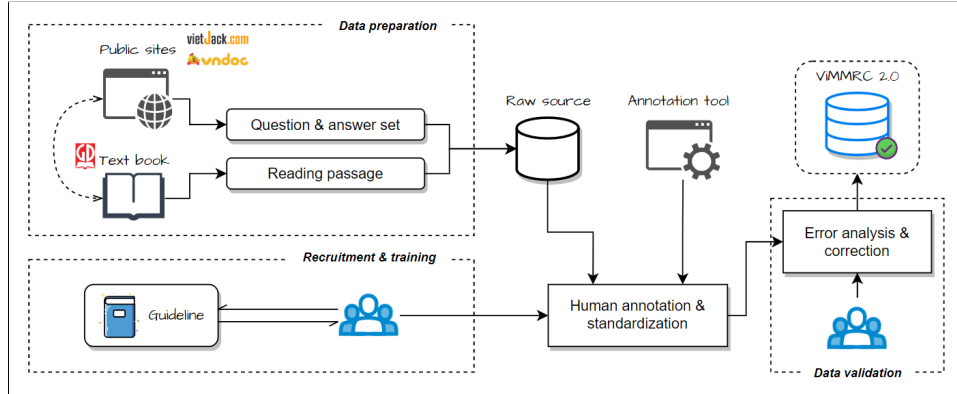 Data preparation
vietJack.com
vndoc
Public sites
Question & answer set
GD
Text book
Reading passage
Raw source
Annotation tool
ViMMRC 2.0
Error analysis &
correction
Data validation
Recruitment & training
Guideline
Human annotation &
standardization